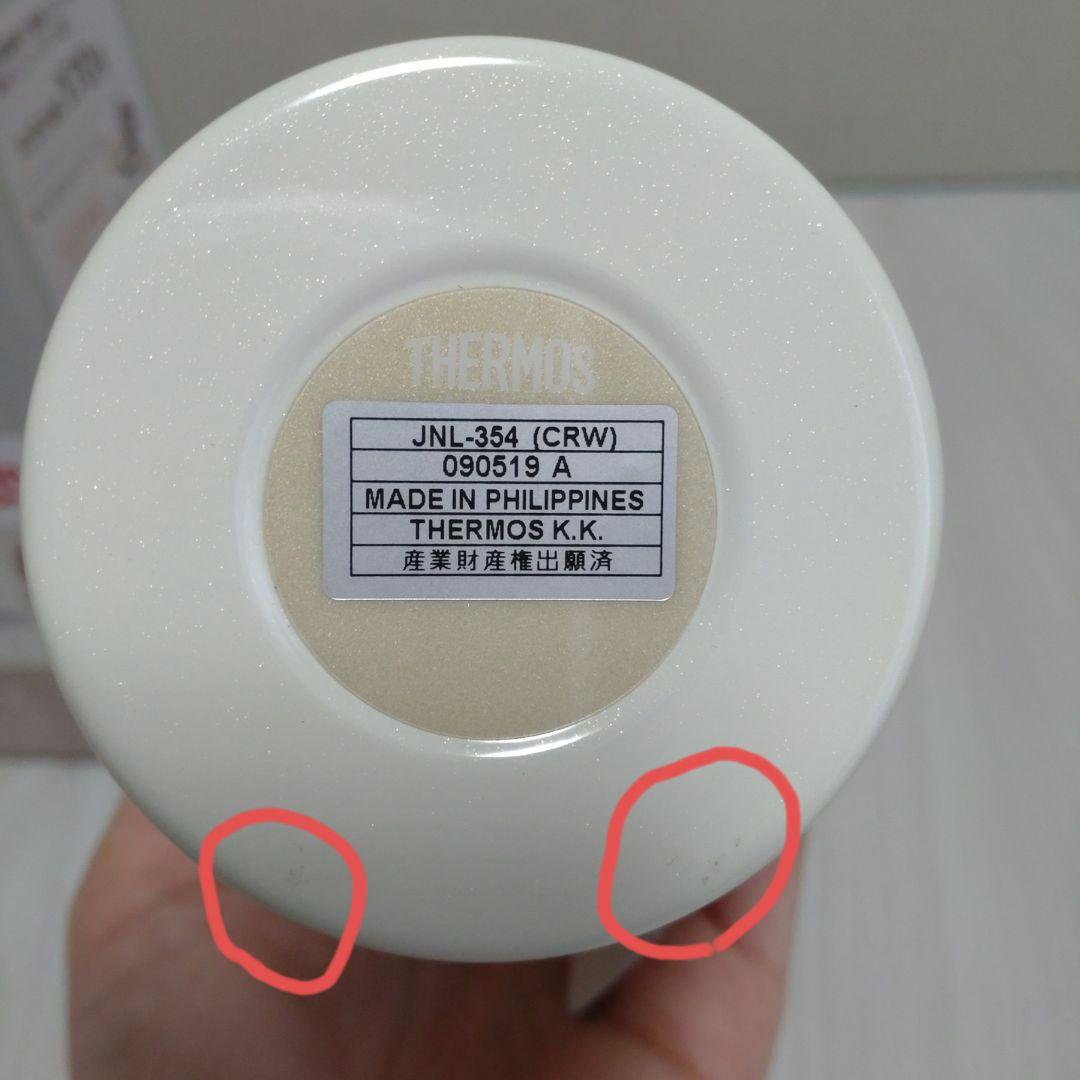 THERMOS
JNL-354 (CRW)
090519 A
MADE IN PHILIPPINES
THERMOS K.K.
産業財産権出願済